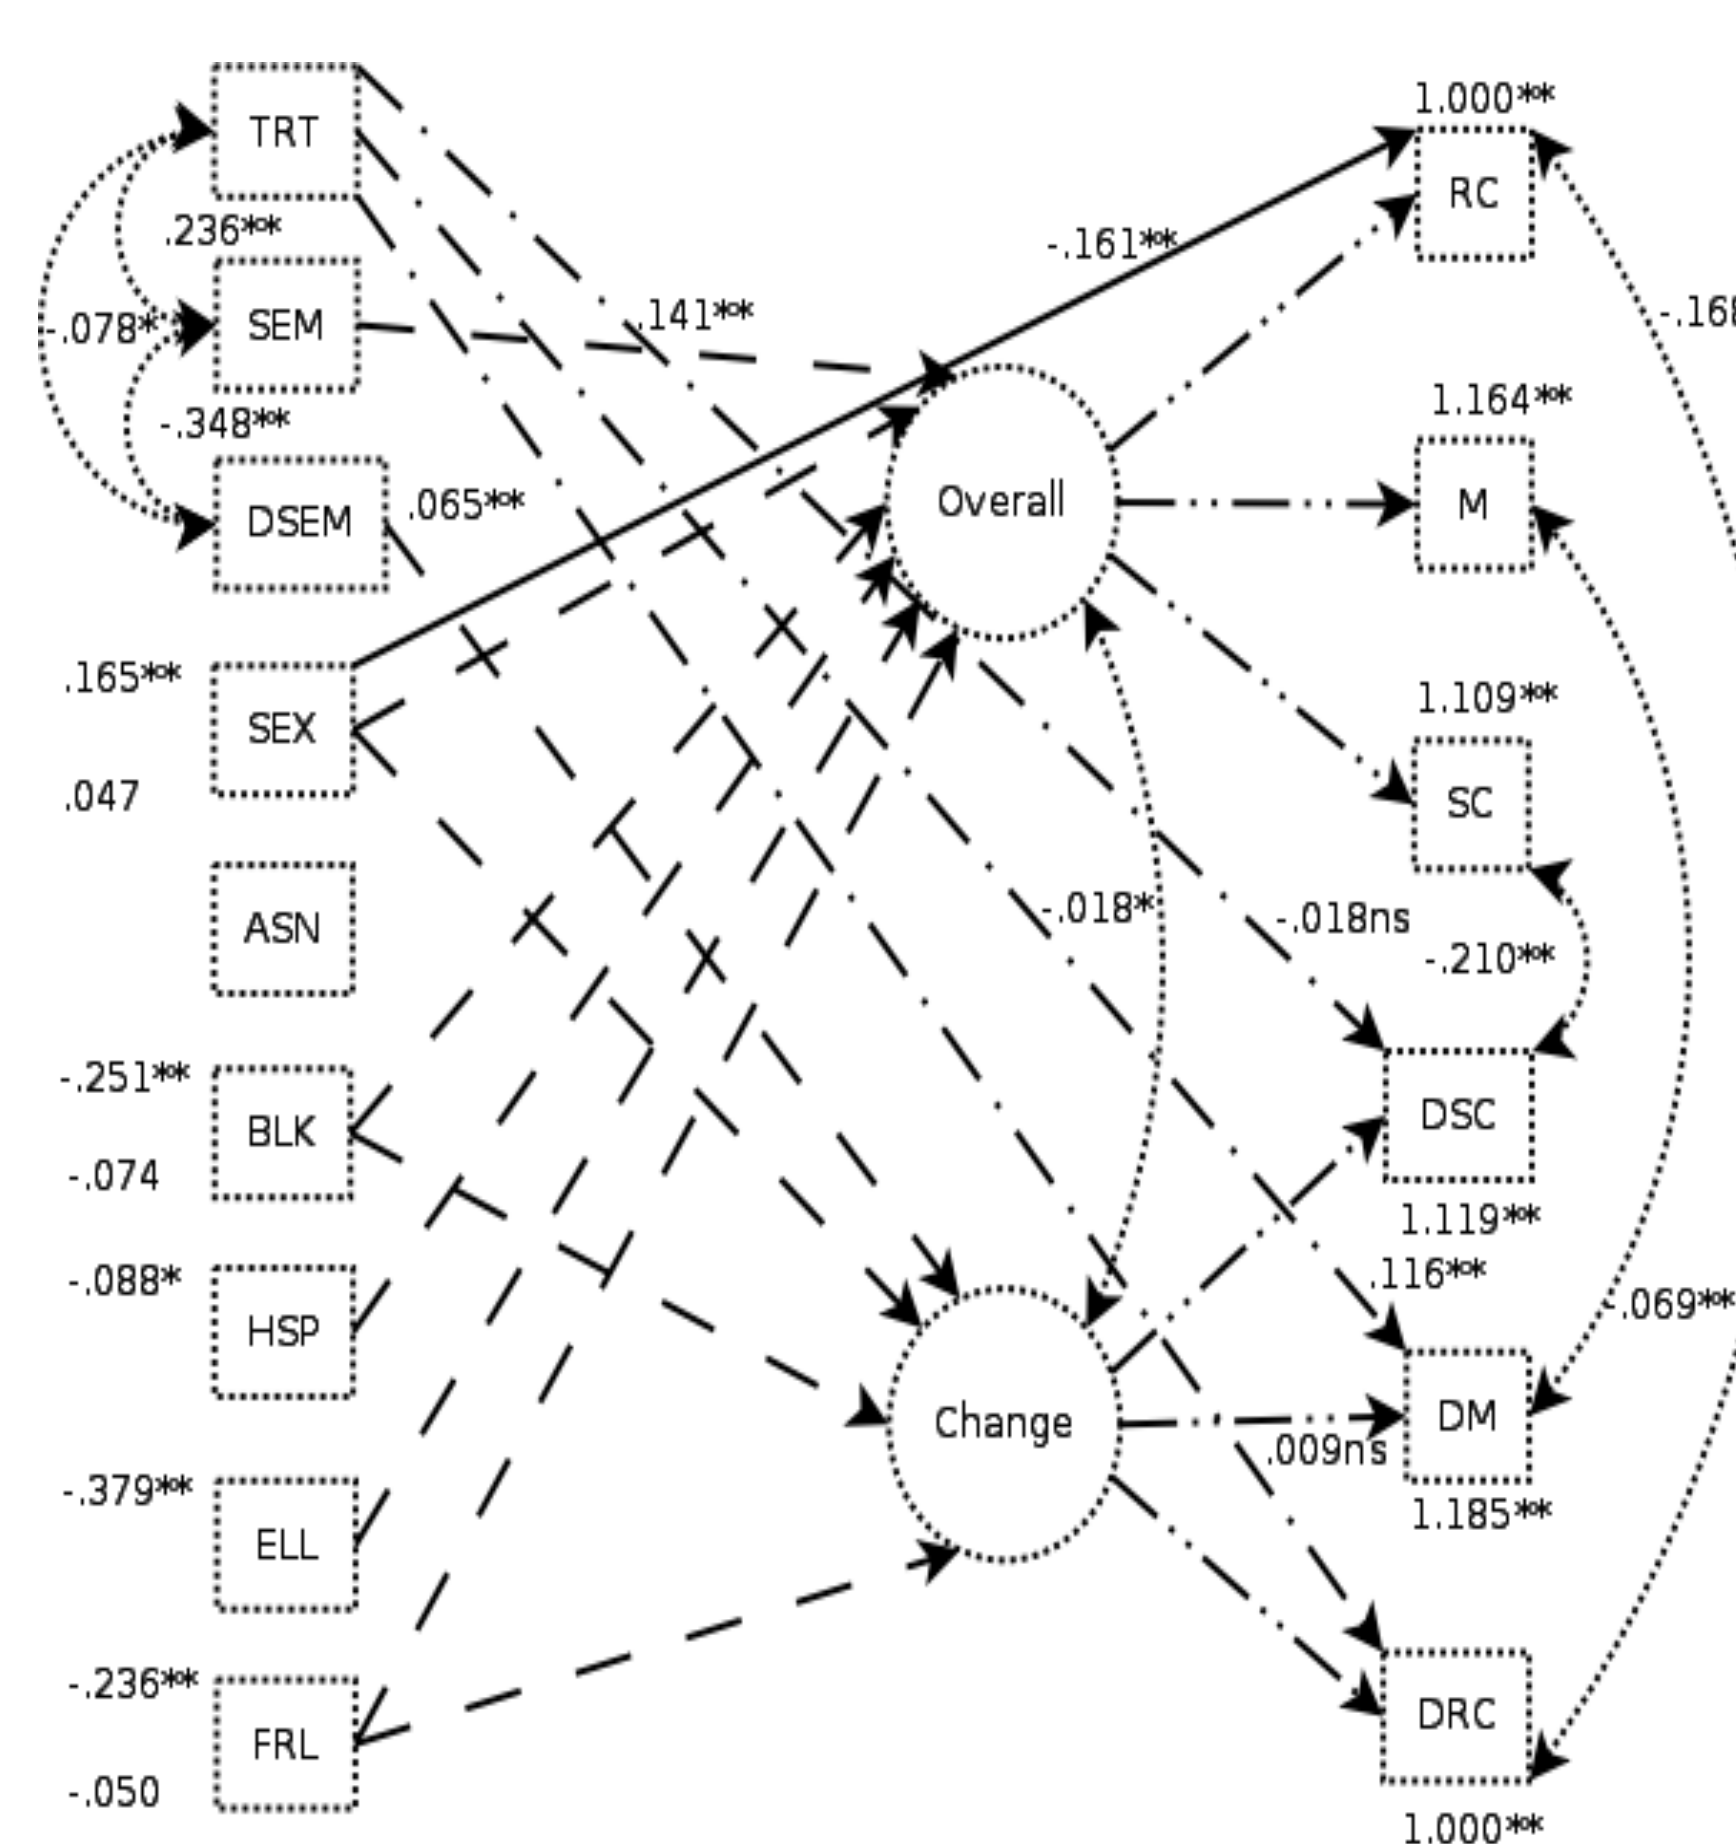 TRT
.236**
SEM
-.078*
-.348**
DSEM
.065**
.141**
-.161**
.165**
SEX
.047
ASN
-.251**
BLK
-.074
-.088*
HSP
-.379**
ELL
-.236**
FRL
-.050
Overall
Change
-.018*
-.018ns
1.000**
RC
-.168
1.164**
M
1.109**
SC
-.210**
DSC
1.119**
.116**
-.069**
DM
.009ns
1.185**
DRC
1.000**